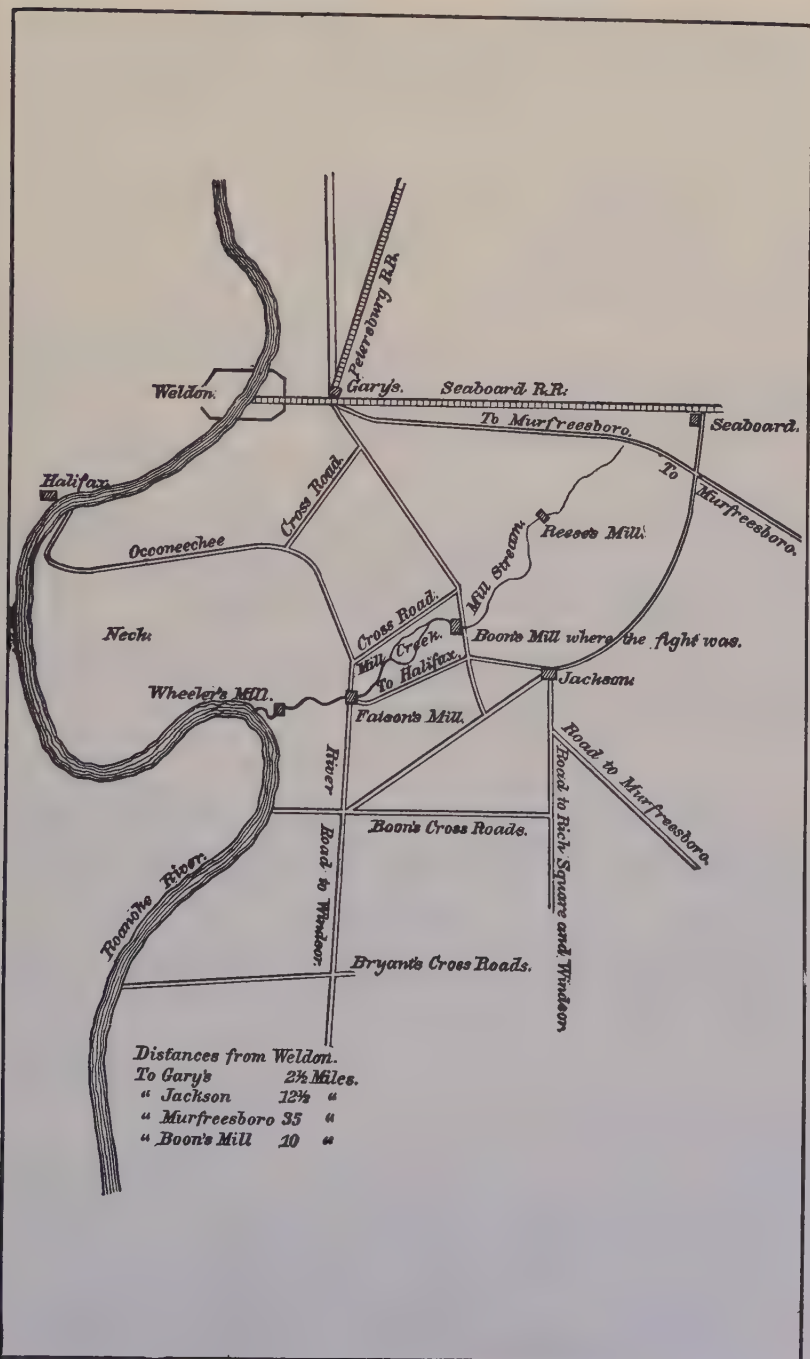 Petersburg R.R.
Weldon.
Gary's.
Seaboard R.R.
Seaboard.
To Murfreesboro.
To Murfreesboro.
Halifax.
Cross Road.
Occoneechee
Neck.
Mill Stream.
Reese's Mill.
Cross Road.
Mill Creek.
Boon's Mill where the fight was.
To Halifax.
Jackson
Wheeler's Mill.
Faison's Mill.
River Road to Windsor.
Road to Murfreesboro.
Boon's Cross Roads.
Road to Rich Square and Windsor.
Roanoke River.
Bryant's Cross Roads.
Distances from Weldon.
To Gary's 2½ Miles.
" Jackson 12½ "
" Murfreesboro 35 "
" Boon's Mill 10 "